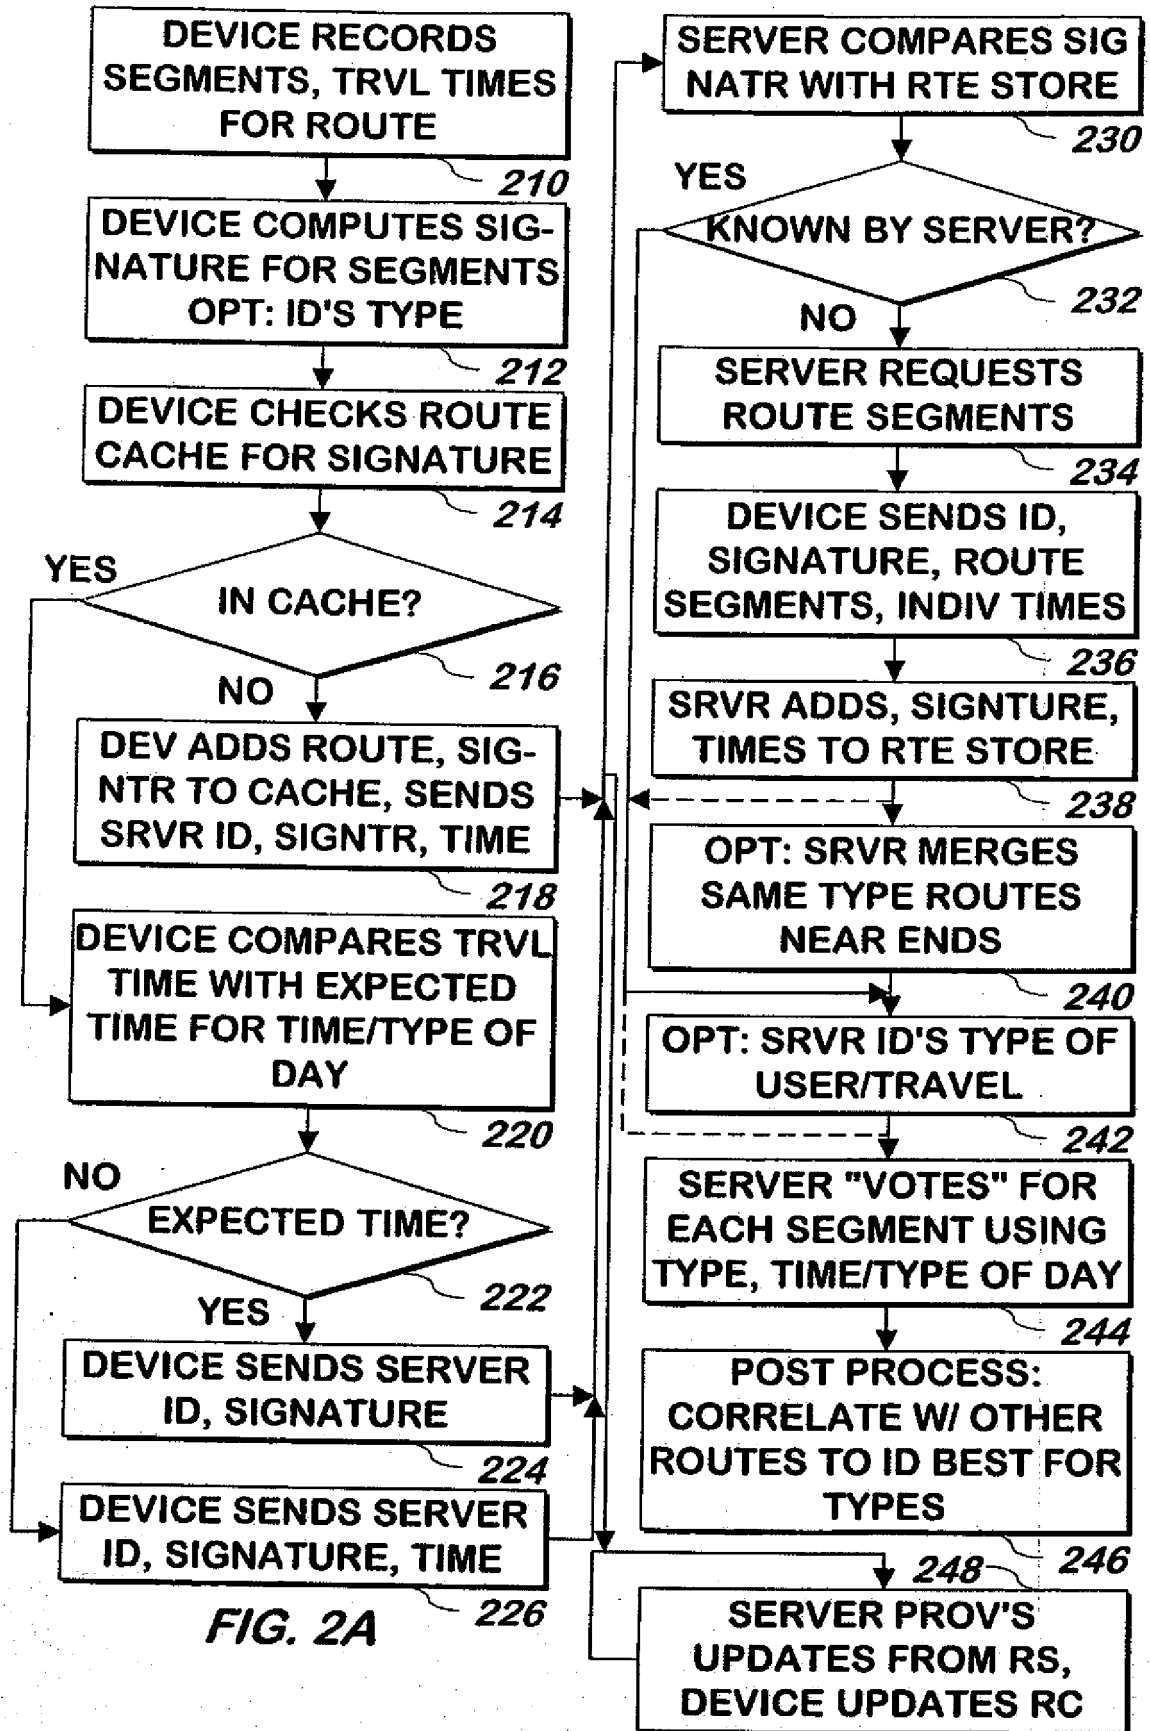 DEVICE RECORDS
SEGMENTS, TRVL TIMES
FOR ROUTE
210
DEVICE COMPUTES SIG-
NATURE FOR SEGMENTS
OPT: ID'S TYPE
212
DEVICE CHECKS ROUTE
CACHE FOR SIGNATURE
214
YES
IN CACHE?
216
NO
DEV ADDS ROUTE, SIG-
NTR TO CACHE, SENDS
SRVR ID, SIGNTR, TIME
218
DEVICE COMPARES TRVL
TIME WITH EXPECTED
TIME FOR TIME/TYPE OF
DAY
220
NO
EXPECTED TIME?
222
YES
DEVICE SENDS SERVER
ID, SIGNATURE
224
DEVICE SENDS SERVER
ID, SIGNATURE, TIME
226
FIG. 2A
SERVER COMPARES SIG
NATR WITH RTE STORE
230
YES
KNOWN BY SERVER?
232
NO
SERVER REQUESTS
ROUTE SEGMENTS
234
DEVICE SENDS ID,
SIGNATURE, ROUTE
SEGMENTS, INDIV TIMES
236
SRVR ADDS, SIGNTURE,
TIMES TO RTE STORE
238
OPT: SRVR MERGES
SAME TYPE ROUTES
NEAR ENDS
240
OPT: SRVR ID'S TYPE OF
USER/TRAVEL
242
SERVER "VOTES" FOR
EACH SEGMENT USING
TYPE, TIME/TYPE OF DAY
244
POST PROCESS:
CORRELATE W/ OTHER
ROUTES TO ID BEST FOR
TYPES
246
248
SERVER PROV'S
UPDATES FROM RS,
DEVICE UPDATES RC